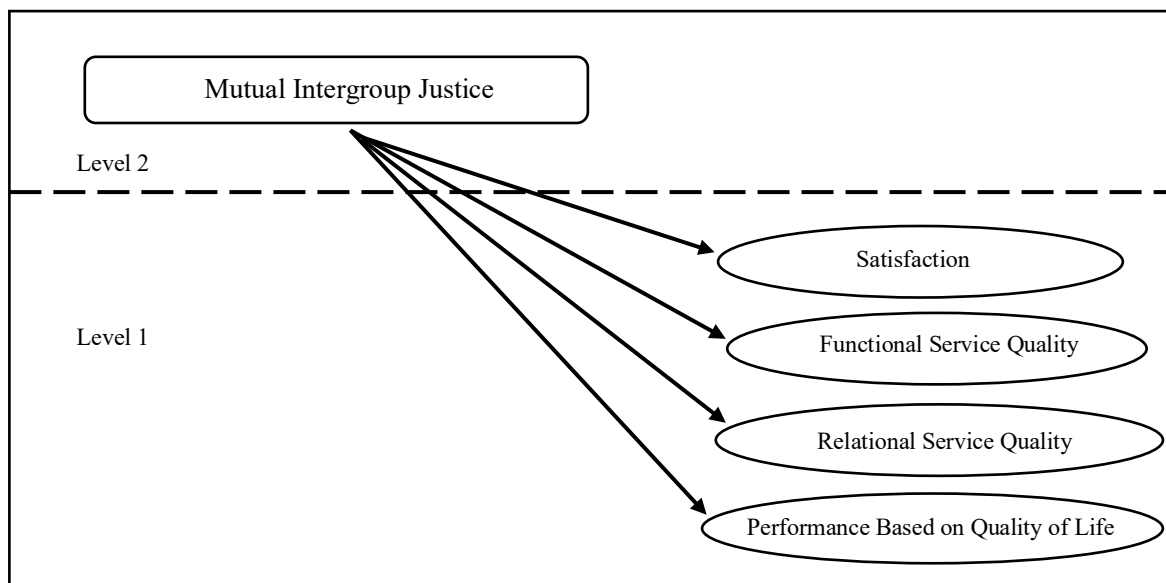 Mutual Intergroup Justice
Level 2
Satisfaction
Level 1
Functional Service Quality
Relational Service Quality
Performance Based on Quality of Life